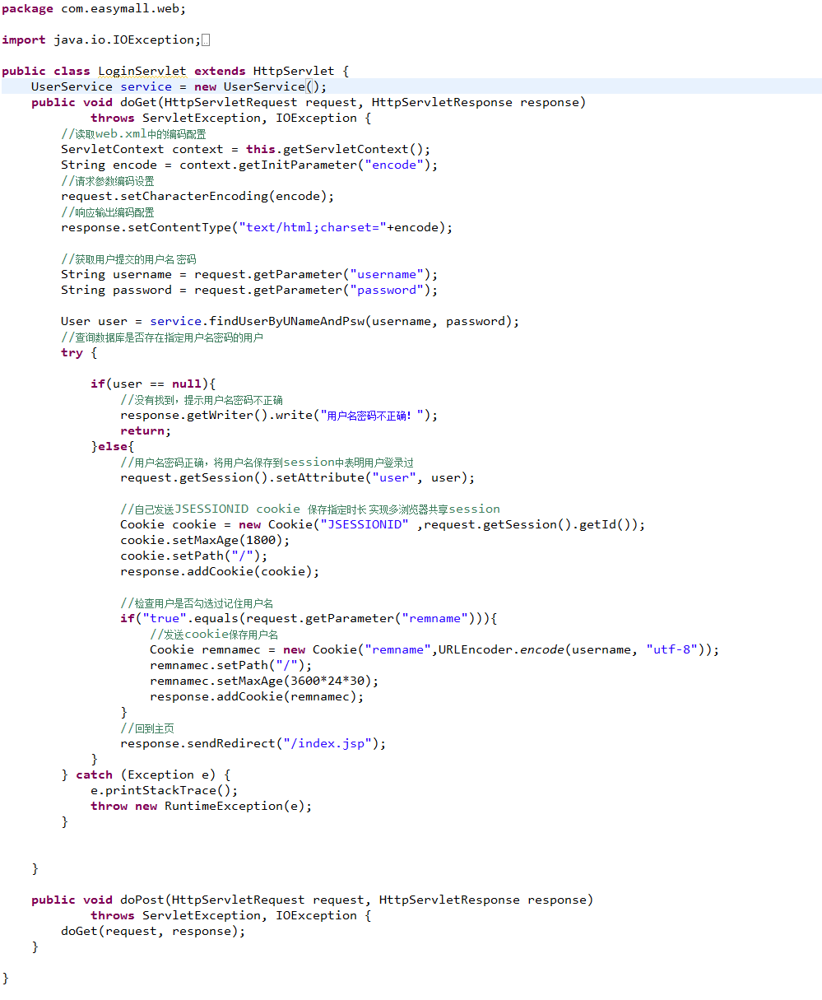 package com.easymall.web;
import java.io.IOException;
public class LoginServlet extends HttpServlet {
    UserService service = new UserService();
    public void doGet(HttpServletRequest request, HttpServletResponse response)
            throws ServletException, IOException {
        //读取web.xml中的编码配置
        ServletContext context = this.getServletContext();
        String encode = context.getInitParameter("encode");
        //请求参数编码设置
        request.setCharacterEncoding(encode);
        //响应输出编码配置
        response.setContentType("text/html;charset="+encode);
        //获取用户提交的用户名 密码
        String username = request.getParameter("username");
        String password = request.getParameter("password");
        User user = service.findUserByUNameAndPsw(username, password);
        //查询数据库是否存在指定用户名密码的用户
        try {
            if(user == null){
                //没有找到，提示用户名密码不正确
                response.getWriter().write("用户名密码不正确！");
                return;
            }else{
                //用户名密码正确，将用户名保存到session中表明用户登录过
                request.getSession().setAttribute("user", user);
                //自己发送JSESSIONID cookie 保存指定时长 实现多浏览器共享session
                Cookie cookie = new Cookie("JSESSIONID" ,request.getSession().getId());
                cookie.setMaxAge(1800);
                cookie.setPath("/");
                response.addCookie(cookie);
                //检查用户是否勾选过记住用户名
                if("true".equals(request.getParameter("remname"))){
                    //发送cookie保存用户名
                    Cookie remnamec = new Cookie("remname",URLEncoder.encode(username, "utf-8"));
                    remnamec.setPath("/");
                    remnamec.setMaxAge(3600*24*30);
                    response.addCookie(remnamec);
                }
                //回到主页
                response.sendRedirect("/index.jsp");
            }
        } catch (Exception e) {
            e.printStackTrace();
            throw new RuntimeException(e);
        }
    }
    public void doPost(HttpServletRequest request, HttpServletResponse response)
            throws ServletException, IOException {
        doGet(request, response);
    }
}